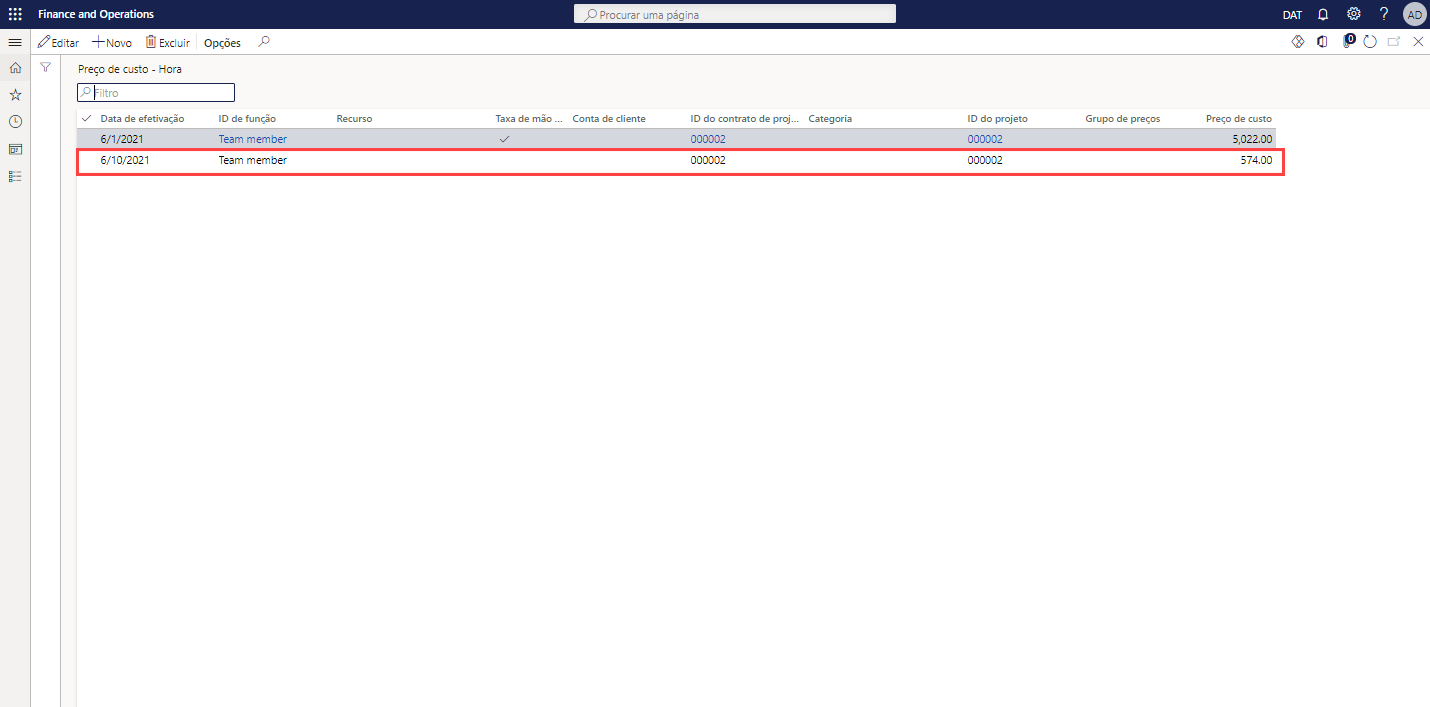 Finance and Operations Procurar uma página DAT ? AD
Editar Novo Excluir Opções 0
Preço de custo - Hora
Filtro
Data de efetivação ID de função Recurso Taxa de mão ... Conta de cliente ID do contrato de proj... Categoria ID do projeto Grupo de preços Preço de custo
6/1/2021 Team member 000002 000002 5,022.00
6/10/2021 Team member 000002 000002 574.00